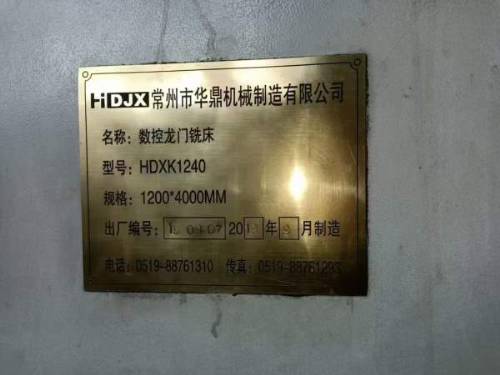 HiDJX 常州市华鼎机械制造有限公司
名称: 数控龙门铣床
型号: HDXK1240
规格: 1200*4000MM
出厂编号: 20 年 月制造
电话: 0519-88761310 传真: 0519-88761293